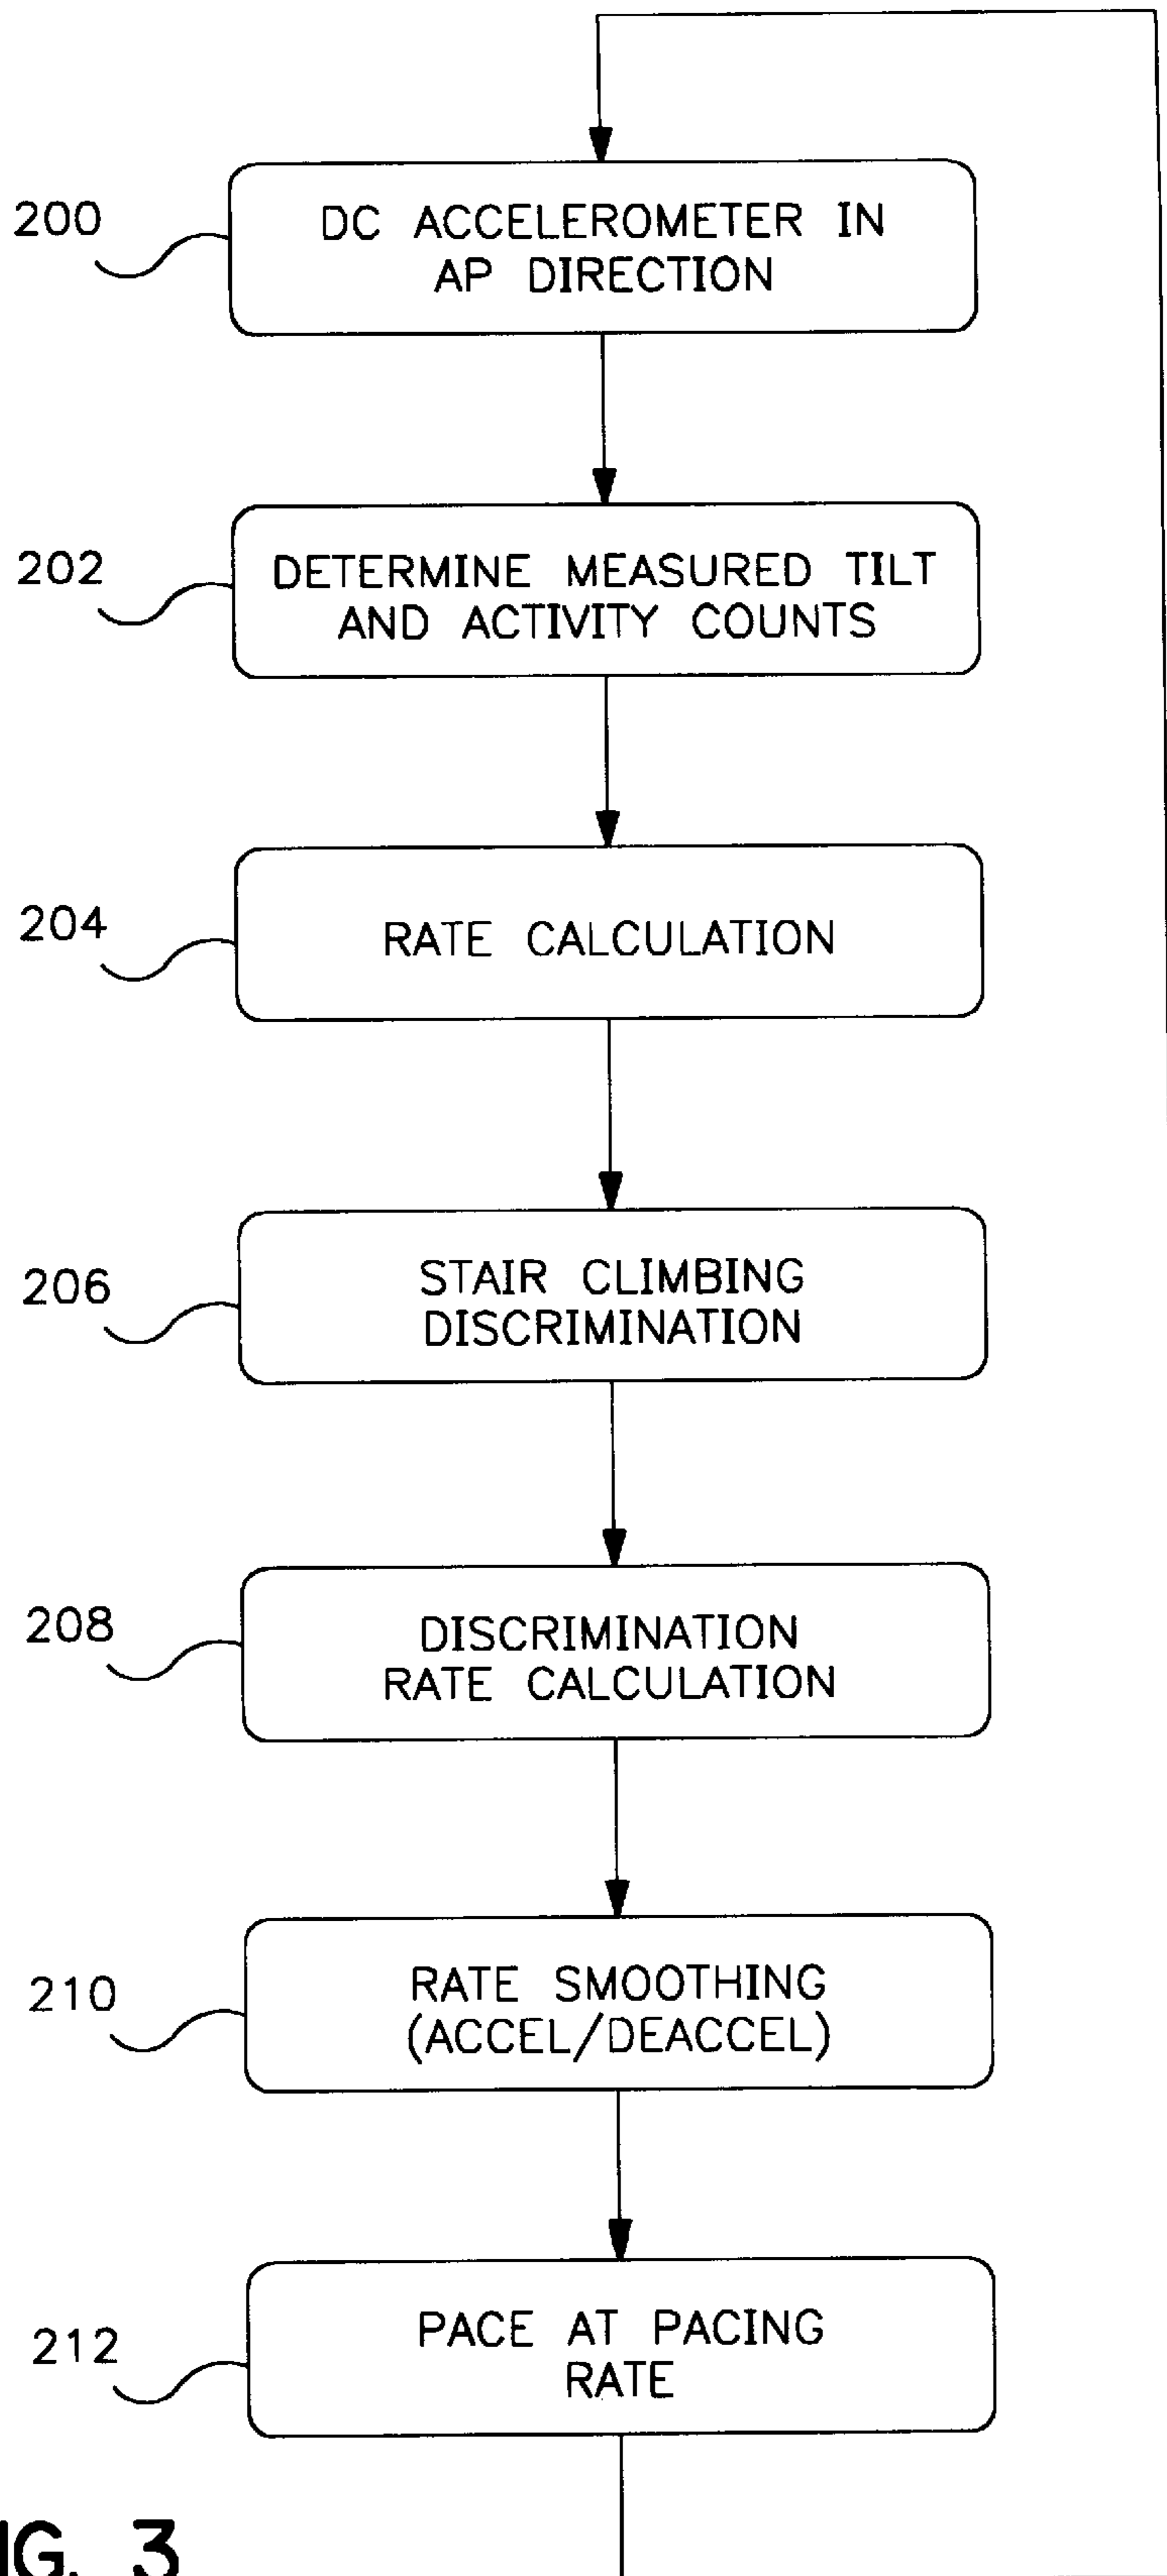 200
DC ACCELEROMETER IN
AP DIRECTION
202
DETERMINE MEASURED TILT
AND ACTIVITY COUNTS
204
RATE CALCULATION
206
STAIR CLIMBING
DISCRIMINATION
208
DISCRIMINATION
RATE CALCULATION
210
RATE SMOOTHING
(ACCEL/DEACCEL)
212
PACE AT PACING
RATE
IG. 3